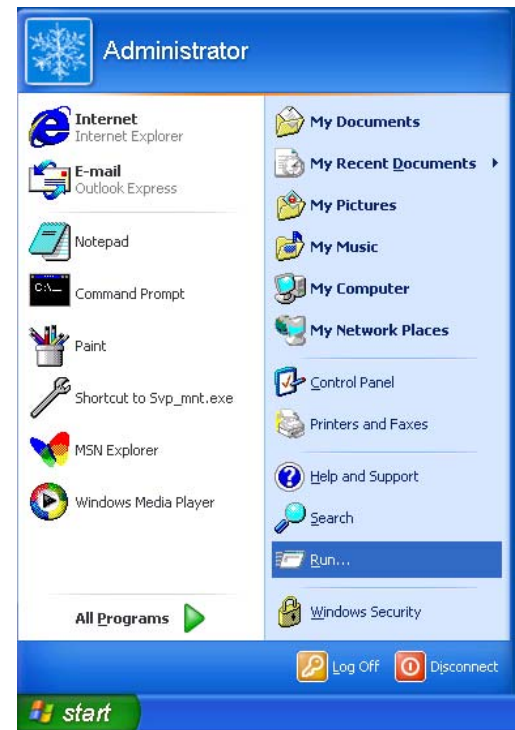 Administrator
Internet
Internet Explorer
E-mail
Outlook Express
Notepad
C:\_
Command Prompt
Paint
Shortcut to Svp_mnt.exe
MSN Explorer
Windows Media Player
All Programs
My Documents
My Recent Documents
My Pictures
My Music
My Computer
My Network Places
Control Panel
Printers and Faxes
Help and Support
Search
Run...
Windows Security
Log Off
Disconnect
start